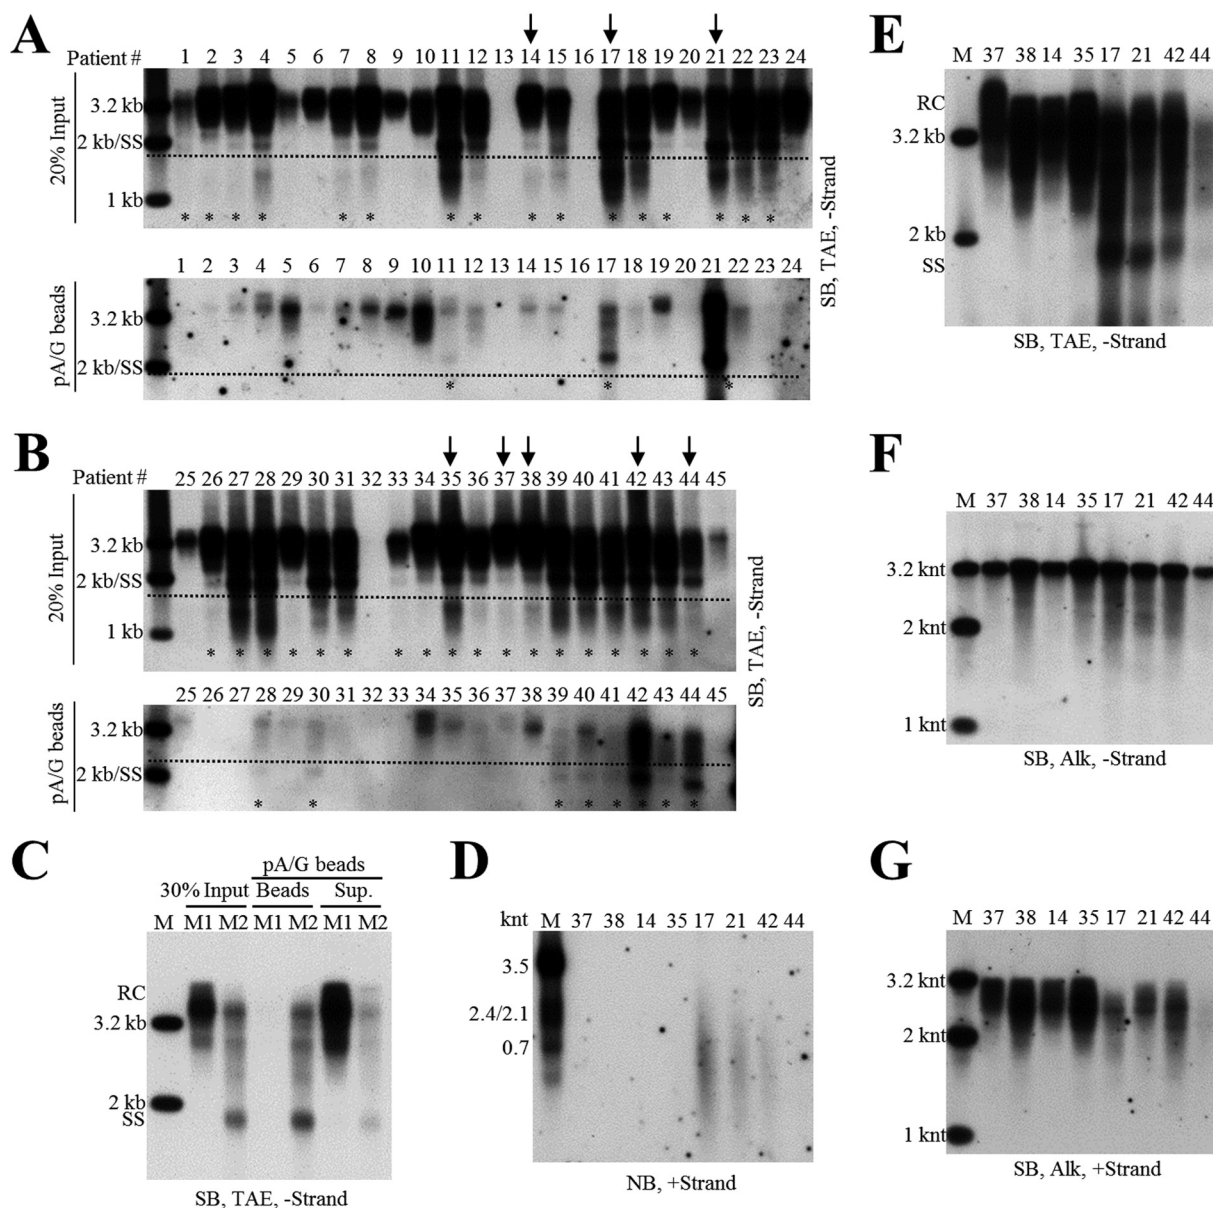 A
Patient # 1 2 3 4 5 6 7 8 9 10 11 12 13 14 15 16 17 18 19 20 21 22 23 24
20% Input
3.2 kb
2 kb/SS
1 kb
* * * * * * * * * * * * * * * *
1 2 3 4 5 6 7 8 9 10 11 12 13 14 15 16 17 18 19 20 21 22 23 24
pA/G beads
3.2 kb
2 kb/SS
* * *
SB, TAE, -Strand
B
Patient #
25 26 27 28 29 30 31 32 33 34 35 36 37 38 39 40 41 42 43 44 45
20% Input
3.2 kb
2 kb/SS
1 kb
* * * * * * * * * * * * * * * * * *
25 26 27 28 29 30 31 32 33 34 35 36 37 38 39 40 41 42 43 44 45
pA/G beads
3.2 kb
2 kb/SS
* * * * * * * *
SB, TAE, -Strand
C
pA/G beads
30% Input Beads Sup.
M M1 M2 M1 M2 M1 M2
RC
3.2 kb
2 kb
SS
SB, TAE, -Strand
D
knt M 37 38 14 35 17 21 42 44
3.5
2.4/2.1
0.7
NB, +Strand
E
M 37 38 14 35 17 21 42 44
RC
3.2 kb
2 kb
SS
SB, TAE, -Strand
F
M 37 38 14 35 17 21 42 44
3.2 knt
2 knt
1 knt
SB, Alk, -Strand
G
M 37 38 14 35 17 21 42 44
3.2 knt
2 knt
1 knt
SB, Alk, +Strand